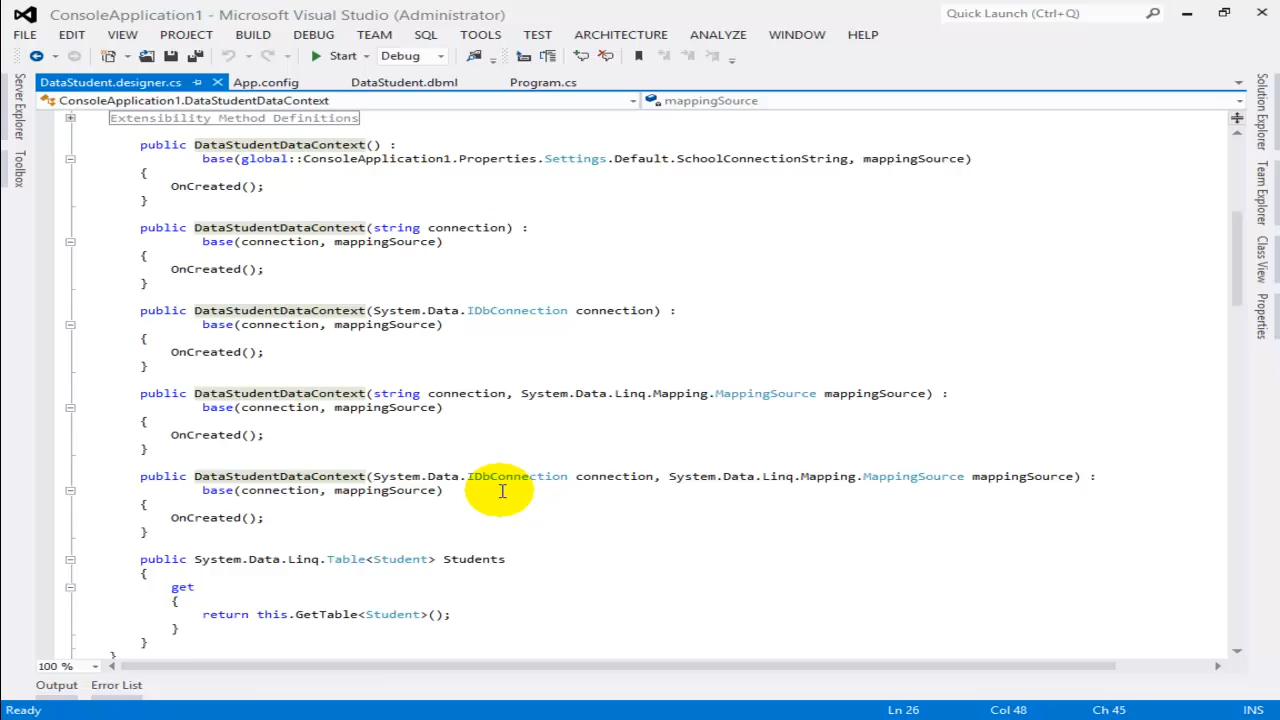 ConsoleApplication1 - Microsoft Visual Studio (Administrator)
Quick Launch (Ctrl+Q)
FILE EDIT VIEW PROJECT BUILD DEBUG TEAM SQL TOOLS TEST ARCHITECTURE ANALYZE WINDOW HELP
Start Debug
DataStudent.designer.cs App.config DataStudent.dbml Program.cs
ConsoleApplication1.DataStudentDataContext mappingSource
Server Explorer
Toolbox
Extensibility Method Definitions
public DataStudentDataContext() :
base(global::ConsoleApplication1.Properties.Settings.Default.SchoolConnectionString, mappingSource)
{
OnCreated();
}
public DataStudentDataContext(string connection) :
base(connection, mappingSource)
{
OnCreated();
}
public DataStudentDataContext(System.Data.IDbConnection connection) :
base(connection, mappingSource)
{
OnCreated();
}
public DataStudentDataContext(string connection, System.Data.Linq.Mapping.MappingSource mappingSource) :
base(connection, mappingSource)
{
OnCreated();
}
public DataStudentDataContext(System.Data.IDbConnection connection, System.Data.Linq.Mapping.MappingSource mappingSource) :
base(connection, mappingSource)
{
OnCreated();
}
public System.Data.Linq.Table<Student> Students
{
get
{
return this.GetTable<Student>();
}
}
Solution Explorer
Team Explorer
Class View
Properties
100 %
Output Error List
Ready Ln 26 Col 48 Ch 45 INS